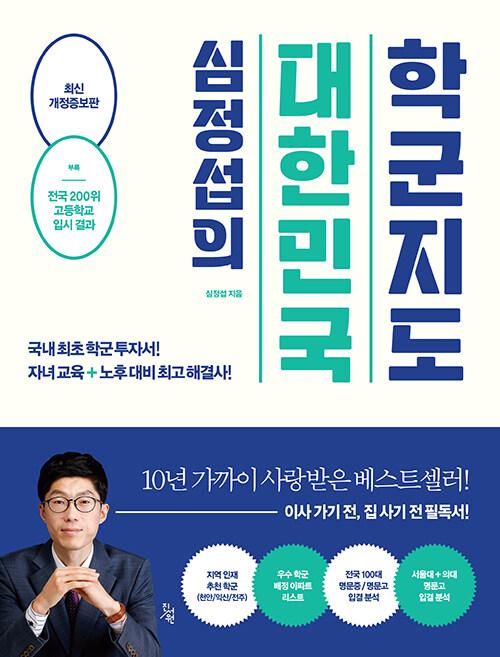 심정섭의
대한민국
학군지도
심정섭 지음
최신
개정증보판
부록
전국 200위
고등학교
입시 결과
국내 최초 학군 투자서!
자녀 교육 + 노후 대비 최고 해결사!
10년 가까이 사랑받은 베스트셀러!
이사 가기 전, 집 사기 전 필독서!
지역 인재
추천 학군
(천안/익산/전주)
우수 학군
배정 아파트
리스트
전국 100대
명문중 / 명문고
입결 분석
서울대 + 의대
명문고
입결 분석
진서원